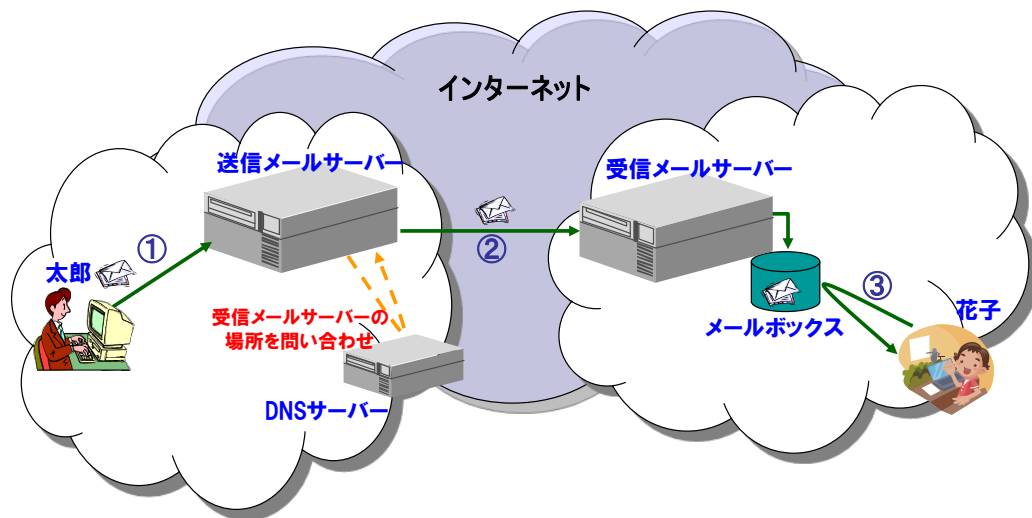 インターネット
送信メールサーバー
受信メールサーバー
①
②
太郎
③
受信メールサーバーの
場所を問い合わせ
メールボックス
花子
DNSサーバー